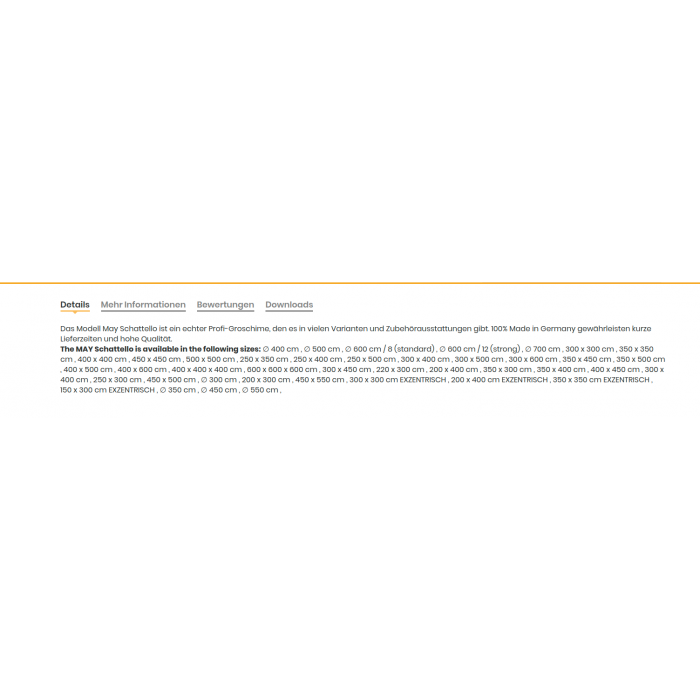 Details Mehr Informationen Bewertungen Downloads
Das Modell May Schattello ist ein echter Profi-Groschime, den es in vielen Varianten und Zubehörausstattungen gibt. 100% Made in Germany gewährleisten kurze
Lieferzeiten und hohe Qualität.
The MAY Schattello is available in the following sizes: ∅ 400 cm , ∅ 500 cm , ∅ 600 cm / 8 (standard) , ∅ 600 cm / 12 (strong) , ∅ 700 cm , 300 x 300 cm , 350 x 350
cm , 400 x 400 cm , 450 x 450 cm , 500 x 500 cm , 250 x 350 cm , 250 x 400 cm , 250 x 500 cm , 300 x 400 cm , 300 x 500 cm , 300 x 600 cm , 350 x 450 cm , 350 x 500 cm
, 400 x 500 cm , 400 x 600 cm , 400 x 400 x 400 cm , 600 x 600 x 600 cm , 300 x 450 cm , 220 x 300 cm , 200 x 400 cm , 350 x 300 cm , 350 x 400 cm , 400 x 450 cm , 300 x
400 cm , 250 x 300 cm , 450 x 500 cm , ∅ 300 cm , 200 x 300 cm , 450 x 550 cm , 300 x 300 cm EXZENTRISCH , 200 x 400 cm EXZENTRISCH , 350 x 350 cm EXZENTRISCH ,
150 x 300 cm EXZENTRISCH , ∅ 350 cm , ∅ 450 cm , ∅ 550 cm ,